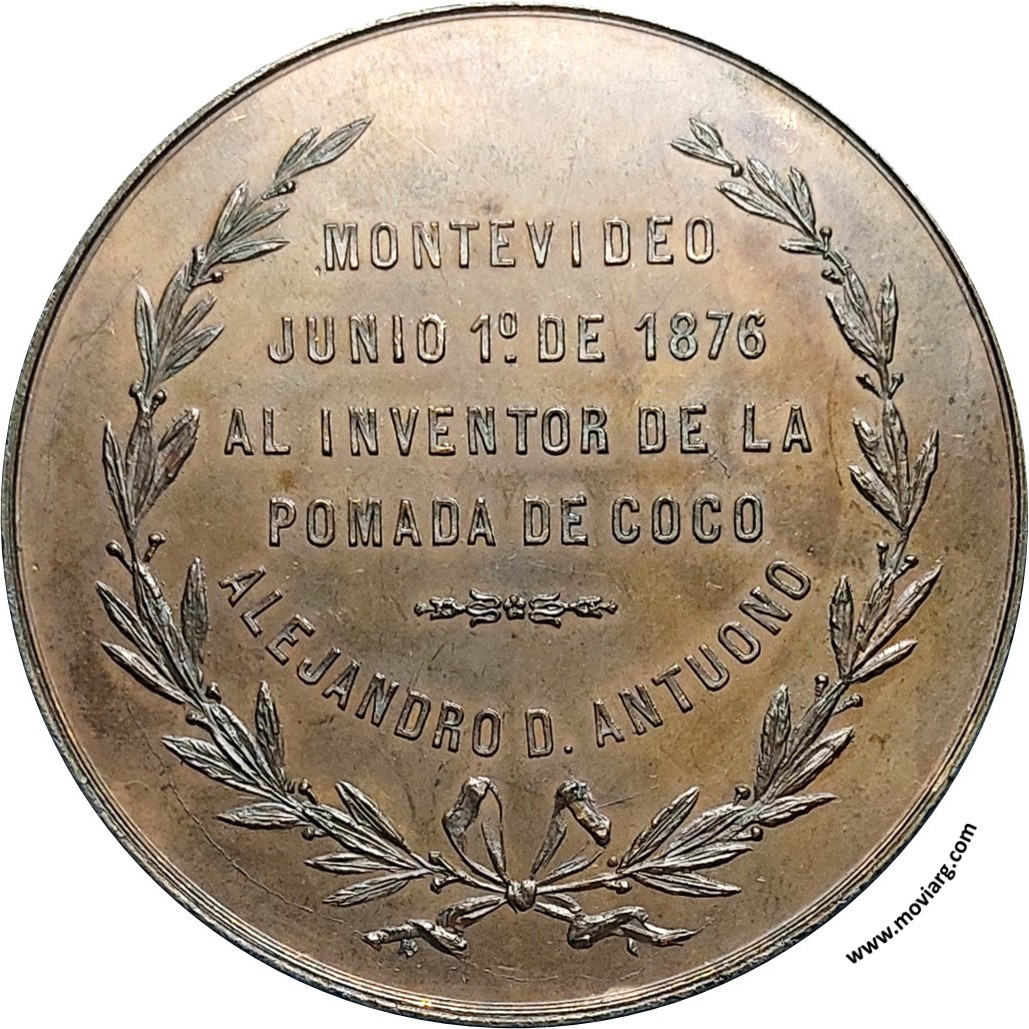 MONTEVIDEO
JUNIO 1º DE 1876
AL INVENTOR DE LA
POMADA DE COCO
ALEJANDRO D. ANTUONO
www.moviarg.com